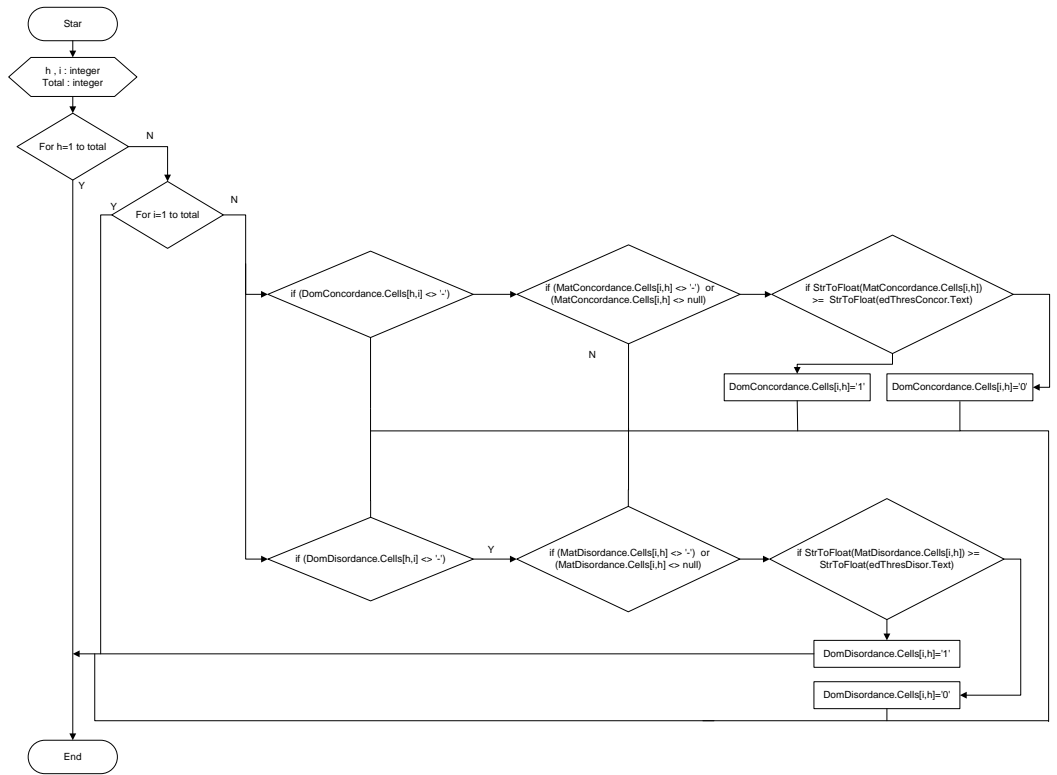 Star
h , i : integer
Total : integer
For h=1 to total
N
Y
For i=1 to total
Y
N
if (DomConcordance.Cells[h,i] <> '-')
if (MatConcordance.Cells[i,h] <> '-')  or
(MatConcordance.Cells[i,h] <> null)
if StrToFloat(MatConcordance.Cells[i,h])
>=  StrToFloat(edThresConcor.Text)
N
DomConcordance.Cells[i,h]='1'
DomConcordance.Cells[i,h]='0'
if (DomDisordance.Cells[h,i] <> '-')
Y
if (MatDisordance.Cells[i,h] <> '-')  or
(MatDisordance.Cells[i,h] <> null)
if StrToFloat(MatDisordance.Cells[i,h]) >=
StrToFloat(edThresDisor.Text)
DomDisordance.Cells[i,h]='1'
DomDisordance.Cells[i,h]='0'
End